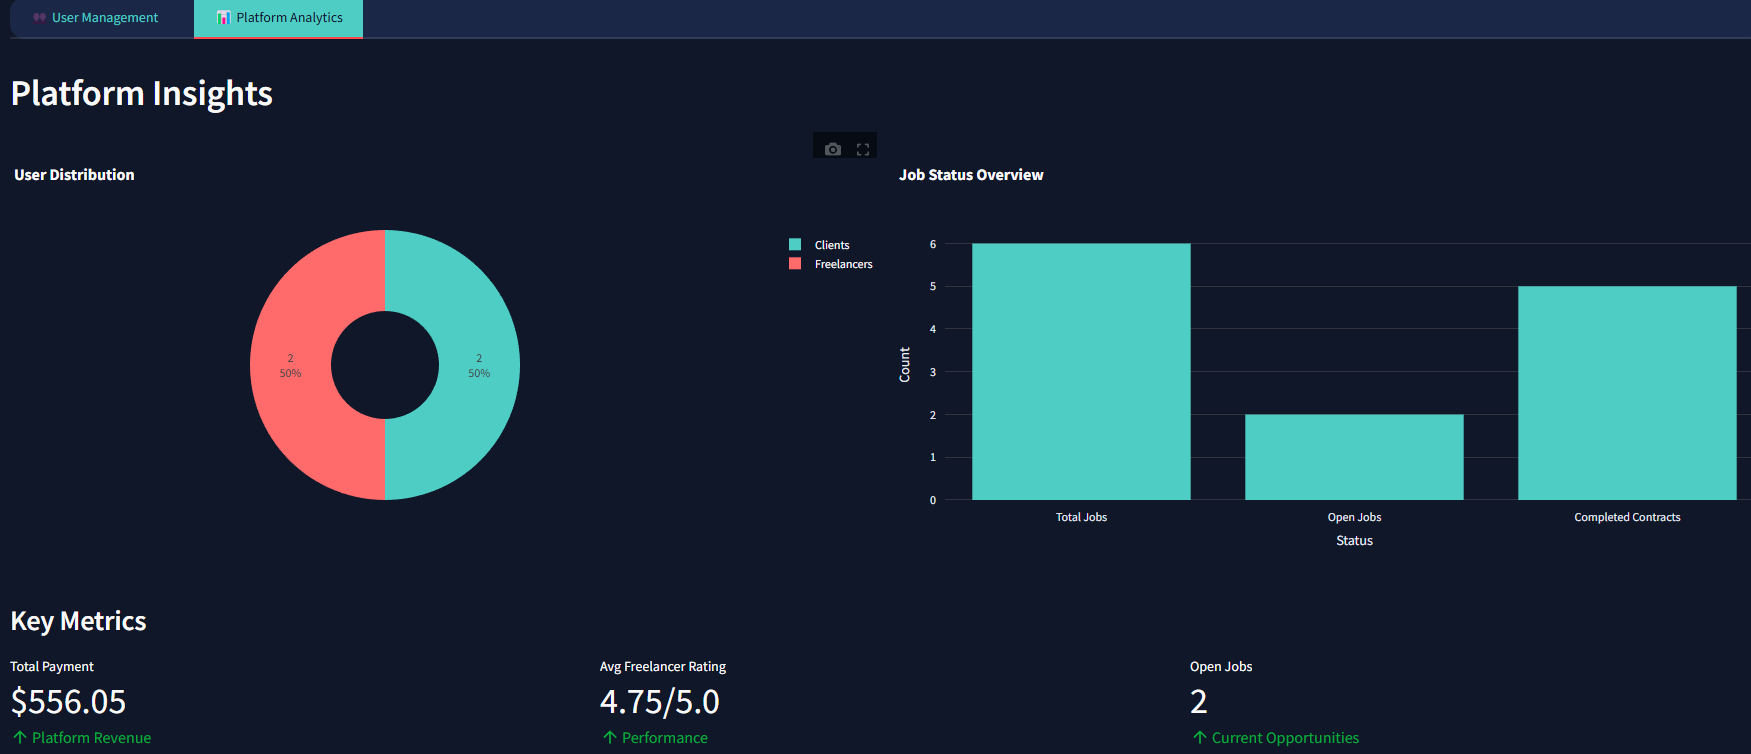 User Management
Platform Analytics
Platform Insights
User Distribution
Clients
Freelancers
2
50%
2
50%
Job Status Overview
6
5
4
3
2
1
0
Count
Total Jobs
Open Jobs
Completed Contracts
Status
Key Metrics
Total Payment
$556.05
↑ Platform Revenue
Avg Freelancer Rating
4.75/5.0
↑ Performance
Open Jobs
2
↑ Current Opportunities